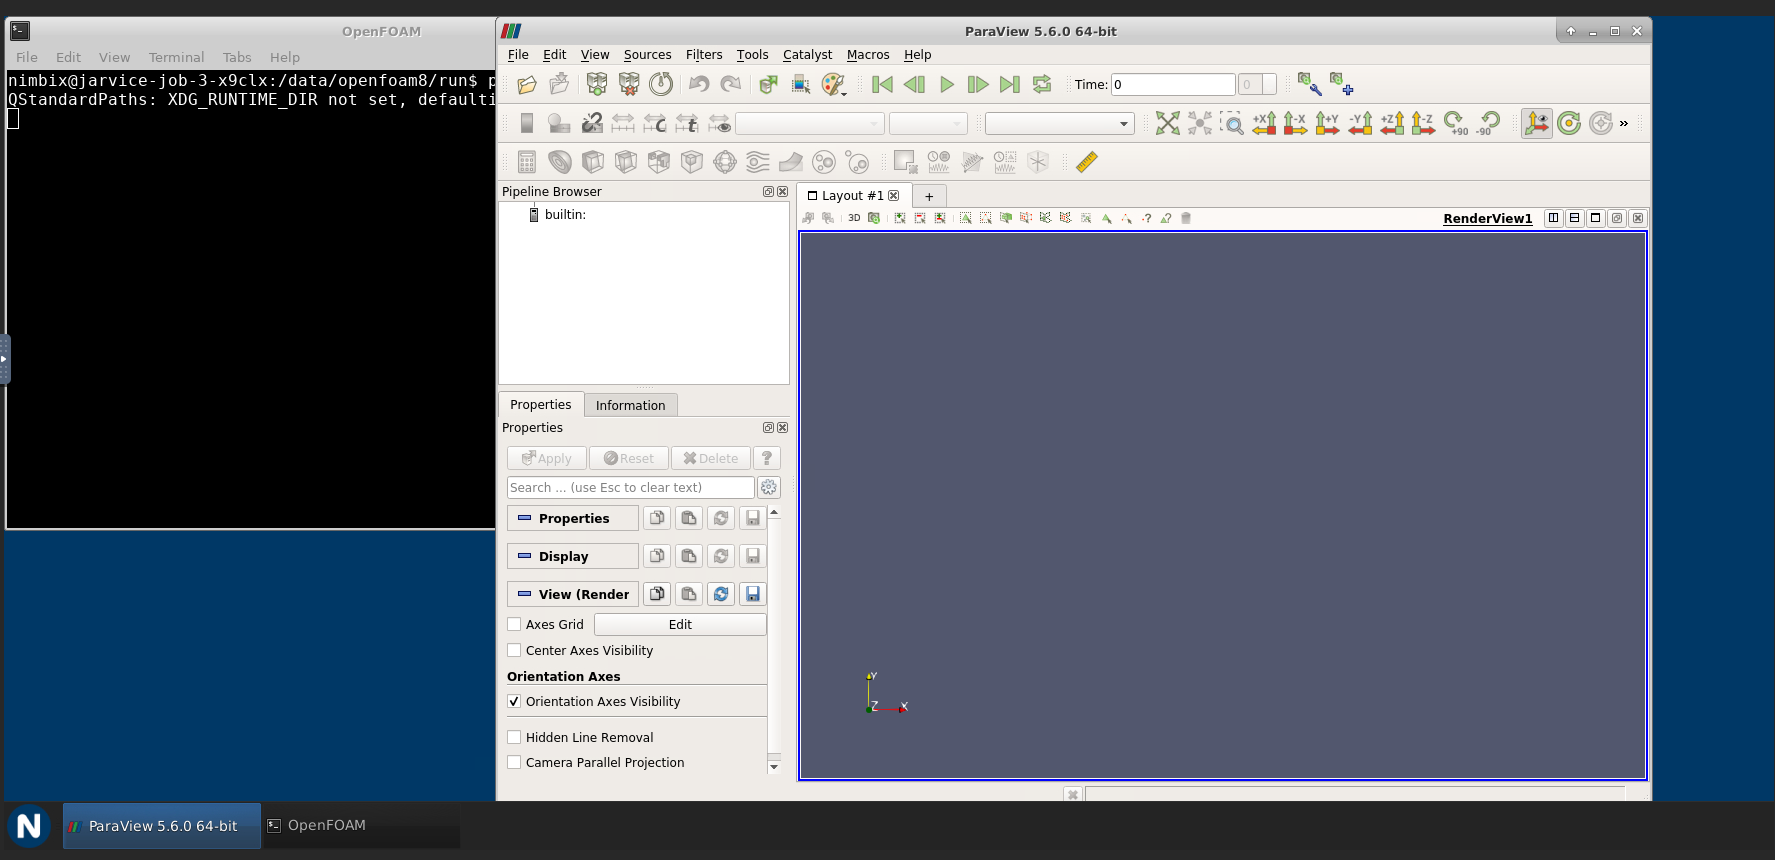 OpenFOAM
File Edit View Terminal Tabs Help
nimbix@jarvice-job-3-x9clx:/data/openfoam8/run$ p
QStandardPaths: XDG_RUNTIME_DIR not set, defaulti
ParaView 5.6.0 64-bit
File Edit View Sources Filters Tools Catalyst Macros Help
Time: 0 0
+X -X +Y -Y +Z -Z +90 -90 »
Pipeline Browser
builtin:
Layout #1 +
3D
RenderView1
Properties Information
Properties
Apply Reset Delete ?
Search ... (use Esc to clear text)
Properties
Display
View (Render
Axes Grid Edit
Center Axes Visibility
Orientation Axes
Orientation Axes Visibility
Hidden Line Removal
Camera Parallel Projection
Y
Z X
N ParaView 5.6.0 64-bit OpenFOAM